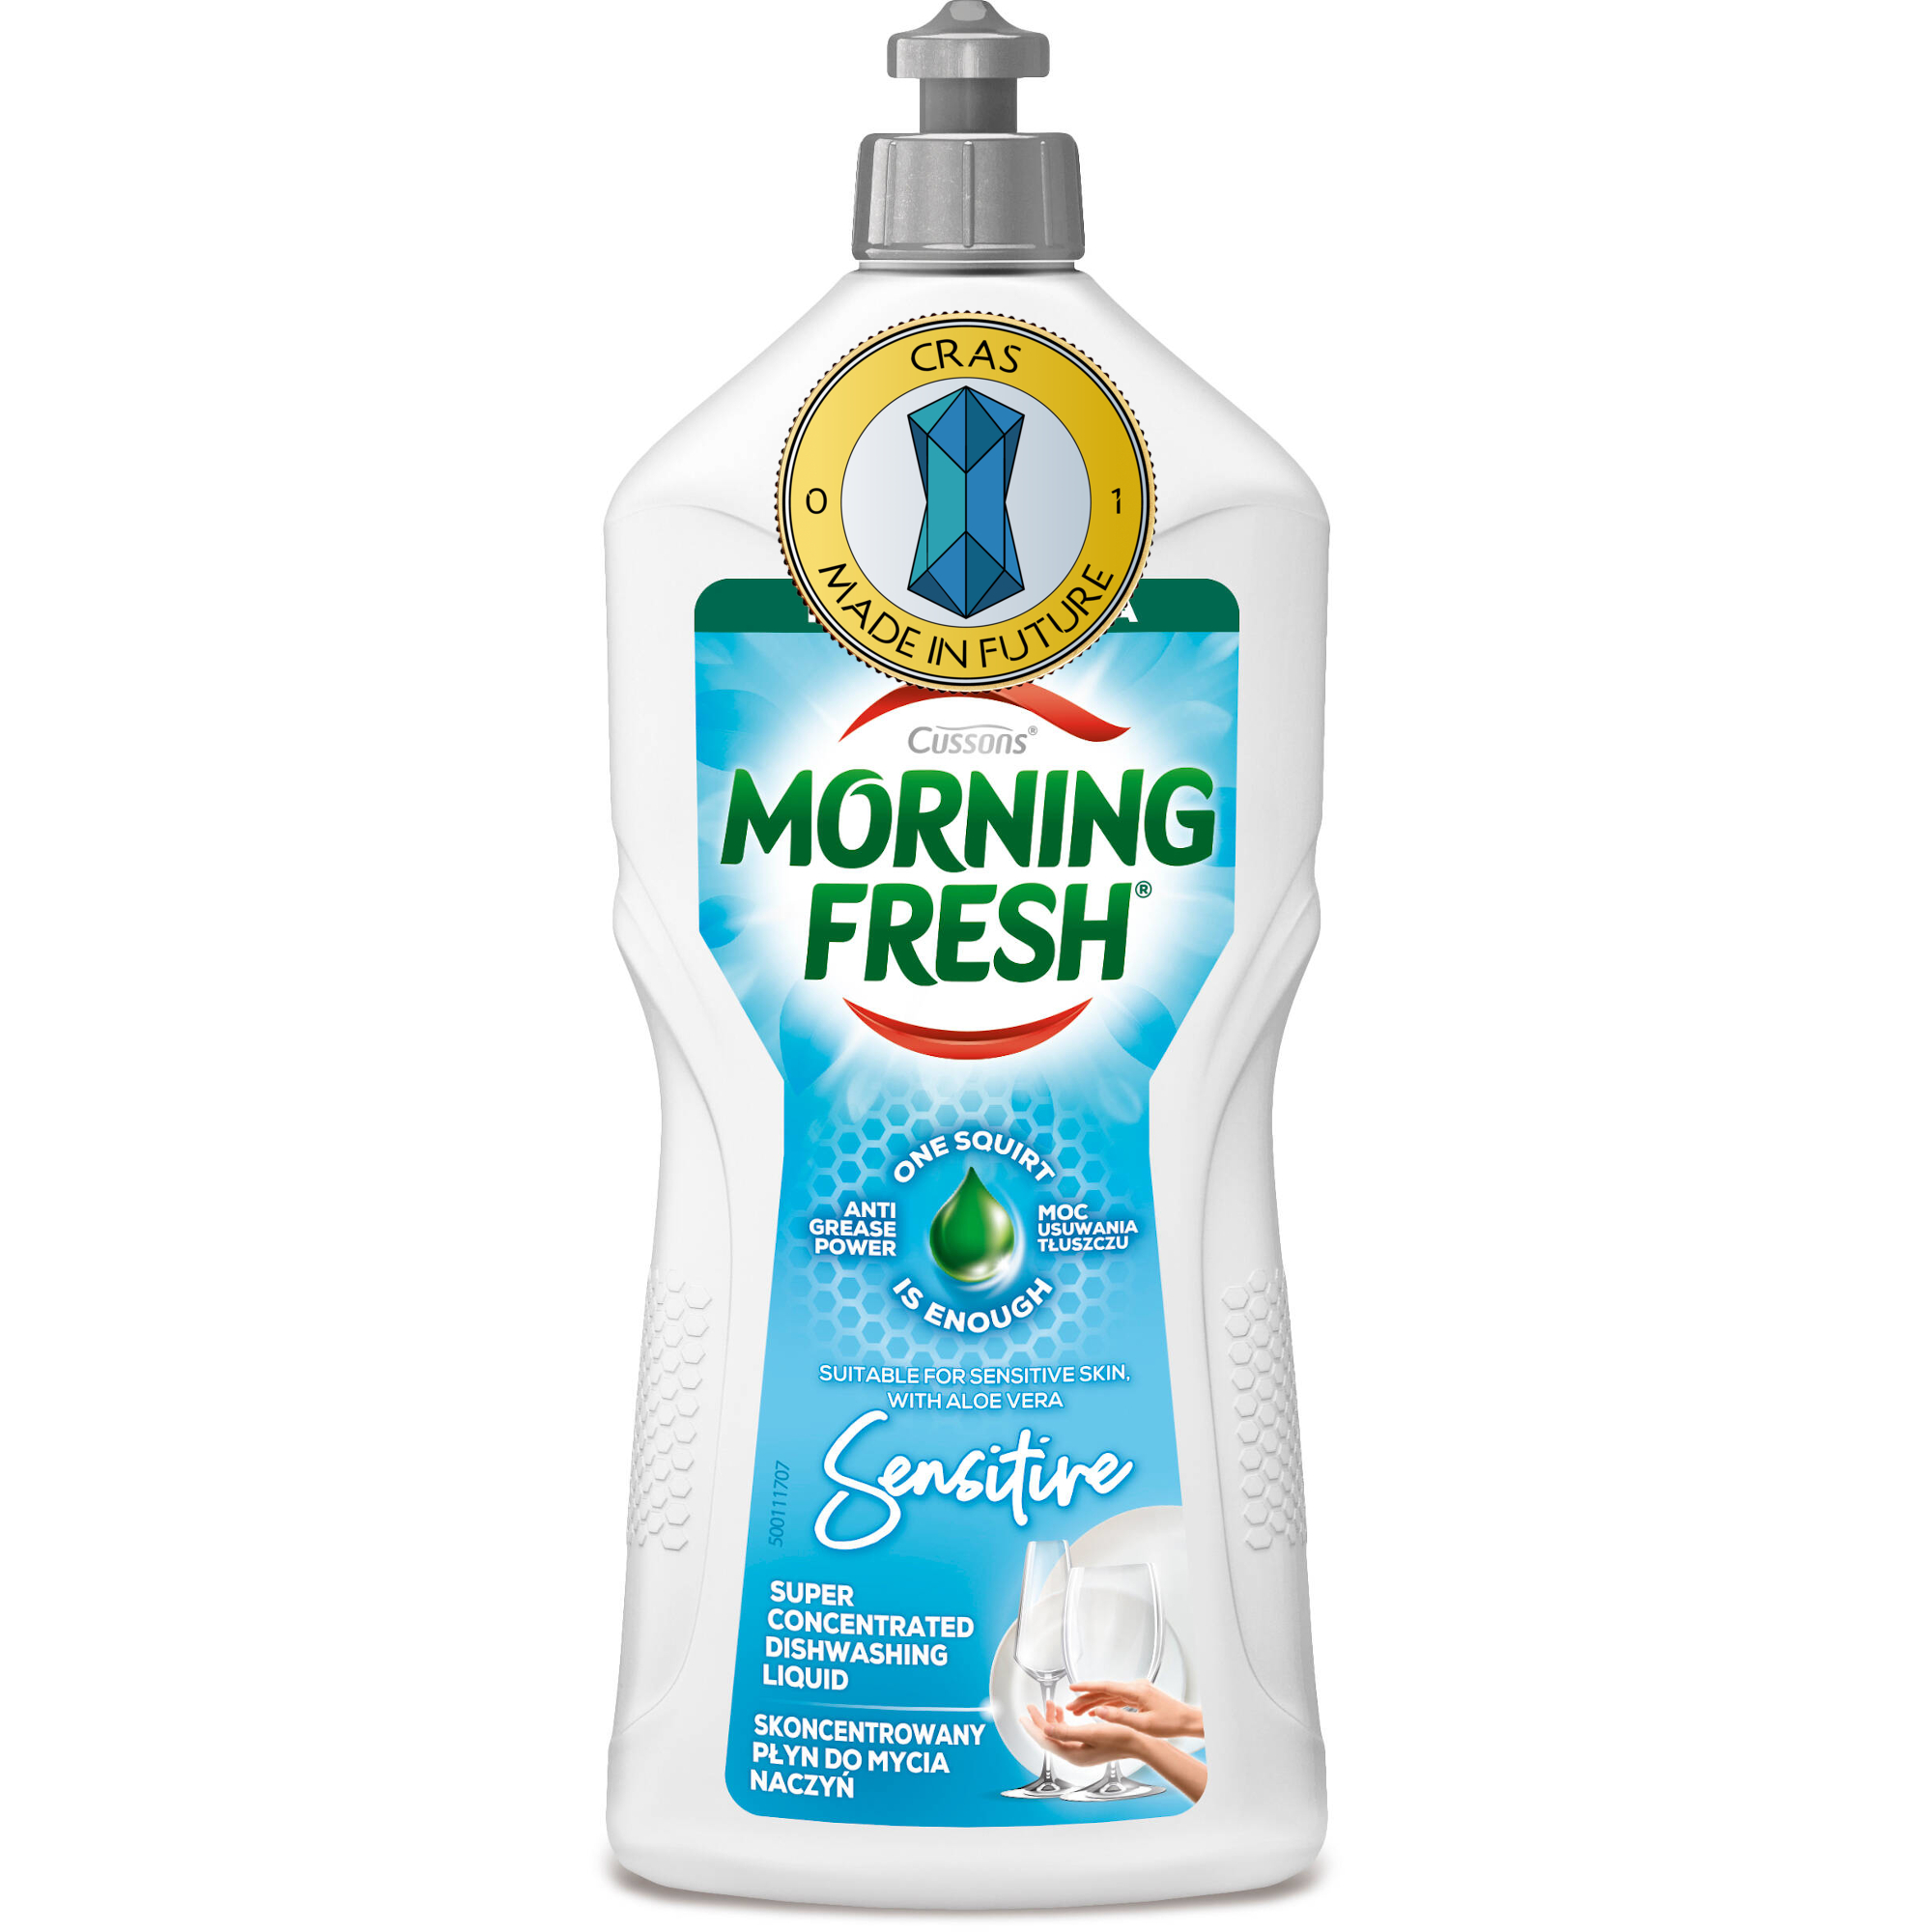 CRAS
0 1
MADE IN FUTURE
Cussons®
MORNING
FRESH®
ONE SQUIRT
ANTI
GREASE
POWER
MOC
USUWANIA
TŁUSZCZU
IS ENOUGH
SUITABLE FOR SENSITIVE SKIN,
WITH ALOE VERA
Sensitive
50011707
SUPER
CONCENTRATED
DISHWASHING
LIQUID
SKONCENTROWANY
PŁYN DO MYCIA
NACZYŃ